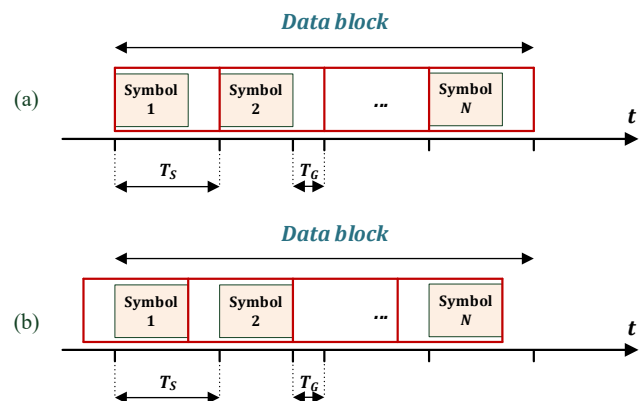 Data block
(a)
Symbol 1
Symbol 2
...
Symbol N
t
T_S
T_G
Data block
(b)
Symbol 1
Symbol 2
...
Symbol N
t
T_S
T_G